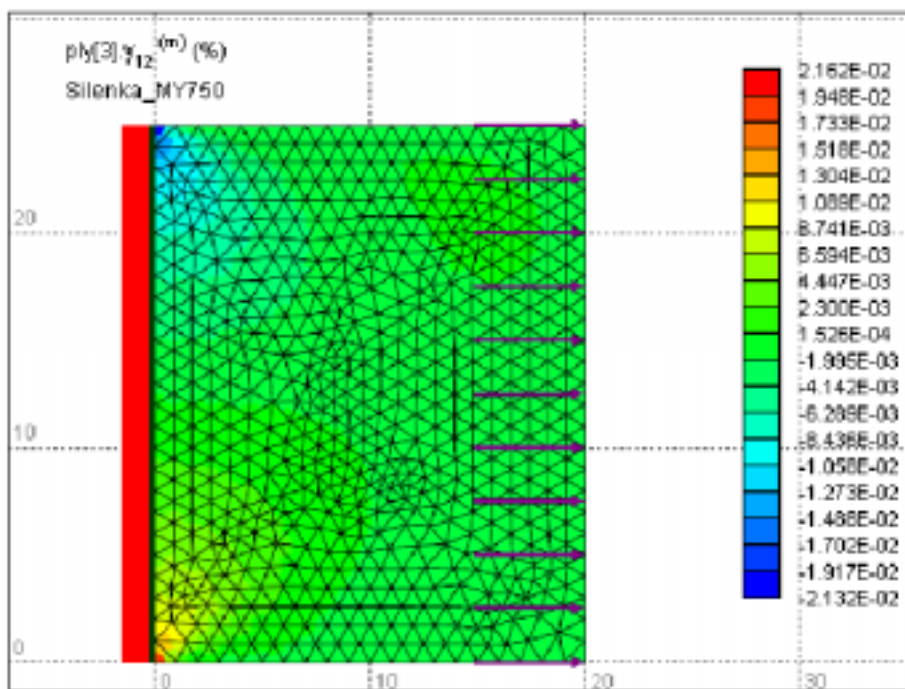 ply[3].γ₁₂⁽ᵐ⁾ (%)
Silenka_MY750
2.162E-02
1.948E-02
1.733E-02
1.518E-02
1.304E-02
1.089E-02
8.741E-03
6.594E-03
4.447E-03
2.300E-03
1.526E-04
-1.995E-03
-4.142E-03
-6.288E-03
-8.436E-03
-1.058E-02
-1.273E-02
-1.488E-02
-1.702E-02
-1.917E-02
-2.132E-02
20
10
0
0
10
20
30